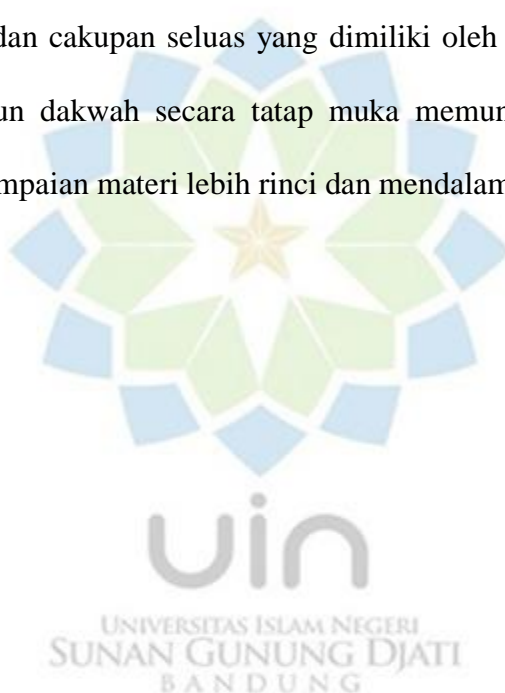 dan cakupan seluas yang dimiliki oleh
un dakwah secara tatap muka memun
mpaian materi lebih rinci dan mendalam
uin
UNIVERSITAS ISLAM NEGERI
SUNAN GUNUNG DJATI
BANDUNG